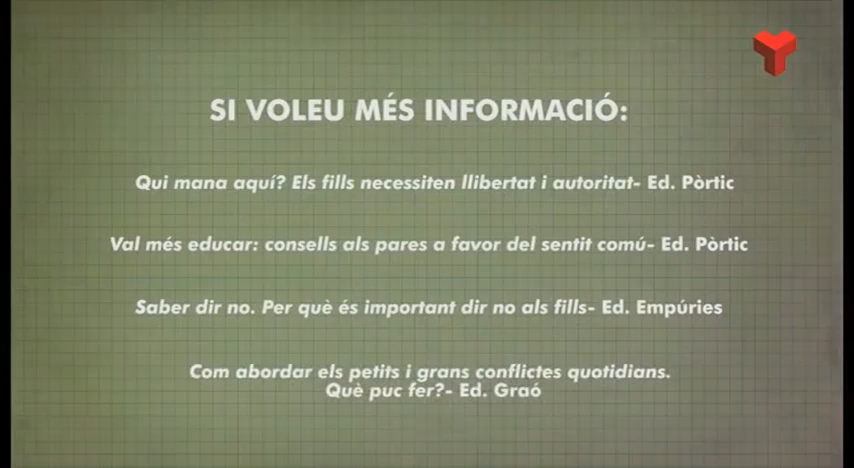 SI VOLEU MÉS INFORMACIÓ:
Qui mana aquí? Els fills necessiten llibertat i autoritat- Ed. Pòrtic
Val més educar: consells als pares a favor del sentit comú- Ed. Pòrtic
Saber dir no. Per què és important dir no als fills- Ed. Empúries
Com abordar els petits i grans conflictes quotidians.
Què puc fer?- Ed. Graó